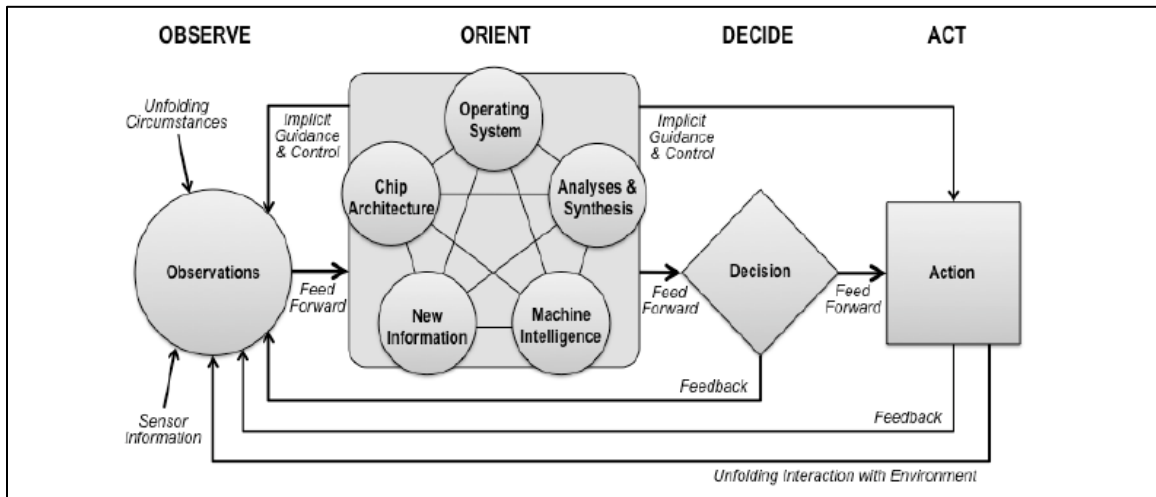 OBSERVE
ORIENT
DECIDE
ACT
Unfolding
Circumstances
Implicit
Guidance
& Control
Operating
System
Implicit
Guidance
& Control
Chip
Architecture
Analyses &
Synthesis
Observations
Feed
Forward
New
Information
Machine
Intelligence
Feed
Forward
Decision
Feed
Forward
Action
Sensor
Information
Feedback
Feedback
Unfolding Interaction with Environment